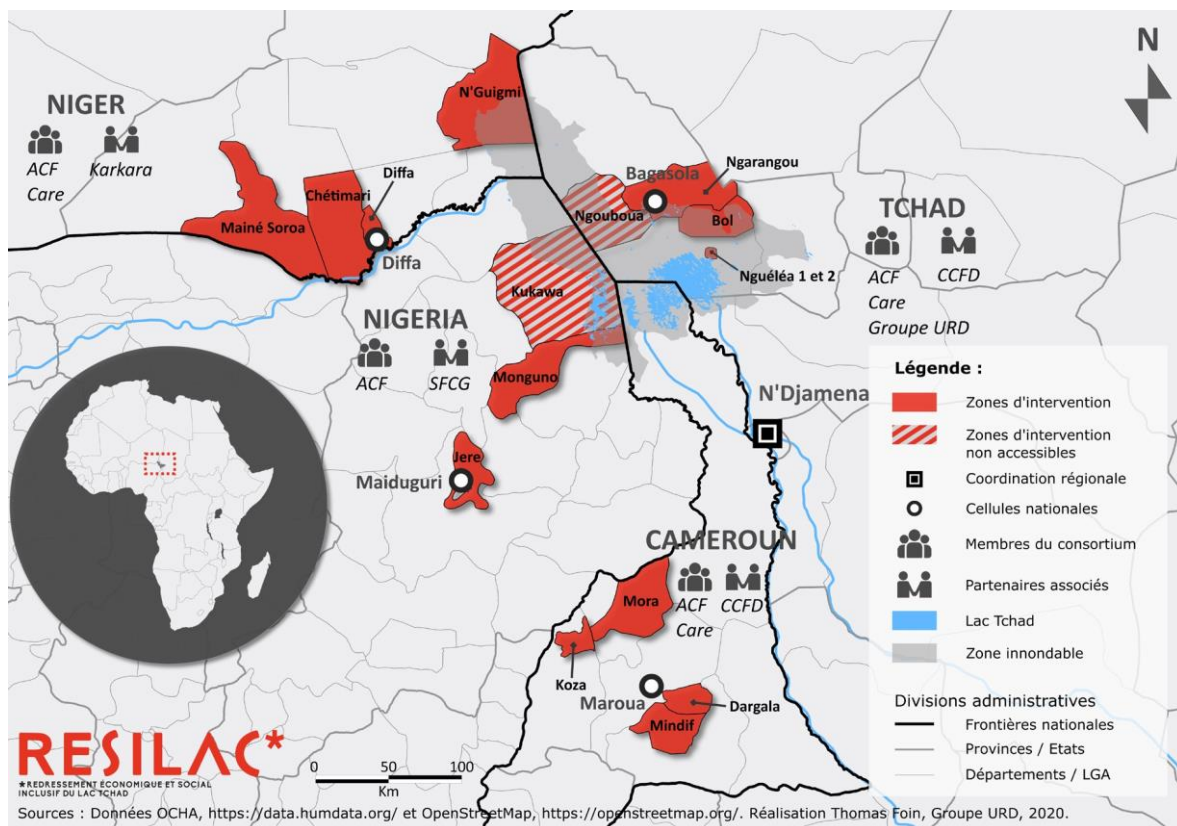 N
NIGER
ACF
Care
Karkara
N'Guigmi
Mainé Soroa
Chétimari
Diffa
Diffa
Bagasola
Ngarangou
Ngouboua
Bol
Nguéléa 1 et 2
TCHAD
ACF
Care
Groupe URD
CCFD
Kukawa
NIGERIA
ACF
SFCG
Monguno
Jere
Maiduguri
N'Djamena
CAMEROUN
ACF
Care
CCFD
Mora
Koza
Maroua
Dargala
Mindif
Légende :
Zones d'intervention
Zones d'intervention
non accessibles
Coordination régionale
Cellules nationales
Membres du consortium
Partenaires associés
Lac Tchad
Zone innondable
Divisions administratives
Frontières nationales
Provinces / Etats
Départements / LGA
RESILAC*
*REDRESSEMENT ÉCONOMIQUE ET SOCIAL
INCLUSIF DU LAC TCHAD
0 50 100
Km
Sources : Données OCHA, https://data.humdata.org/ et OpenStreetMap, https://openstreetmap.org/. Réalisation Thomas Foin, Groupe URD, 2020.